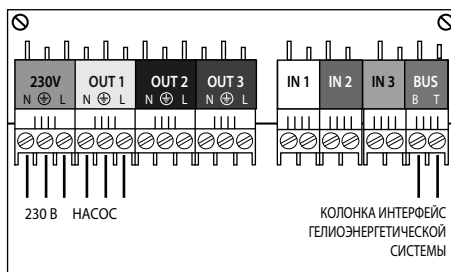 230V OUT 1 OUT 2 OUT 3 IN 1 IN 2 IN 3 BUS
N L N L N L N L B T
230 В НАСОС КОЛОНКА ИНТЕРФЕЙС
ГЕЛИОЭНЕРГЕТИЧЕСКОЙ
СИСТЕМЫ